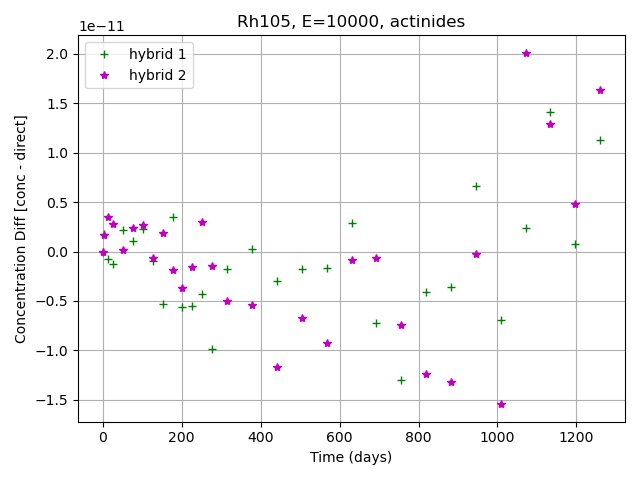 Rh105, E=10000, actinides
1e−11
hybrid 1
hybrid 2
2.0
1.5
1.0
0.5
0.0
−0.5
−1.0
−1.5
Concentration Diff [conc - direct]
0 200 400 600 800 1000 1200
Time (days)